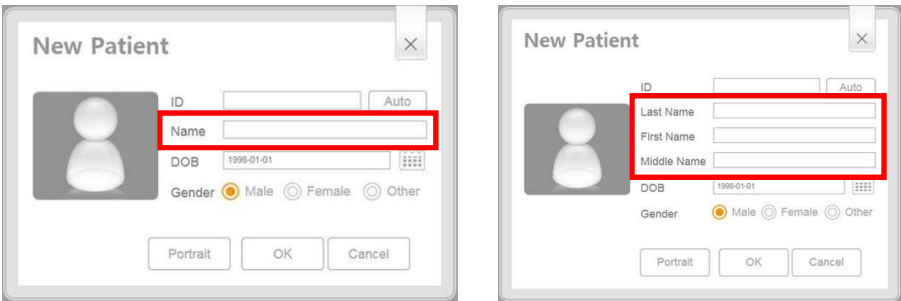 New Patient
ID Auto
Name
DOB 1998-01-01
Gender Male Female Other
Portrait OK Cancel
New Patient
ID Auto
Last Name
First Name
Middle Name
DOB 1998-01-01
Gender Male Female Other
Portrait OK Cancel